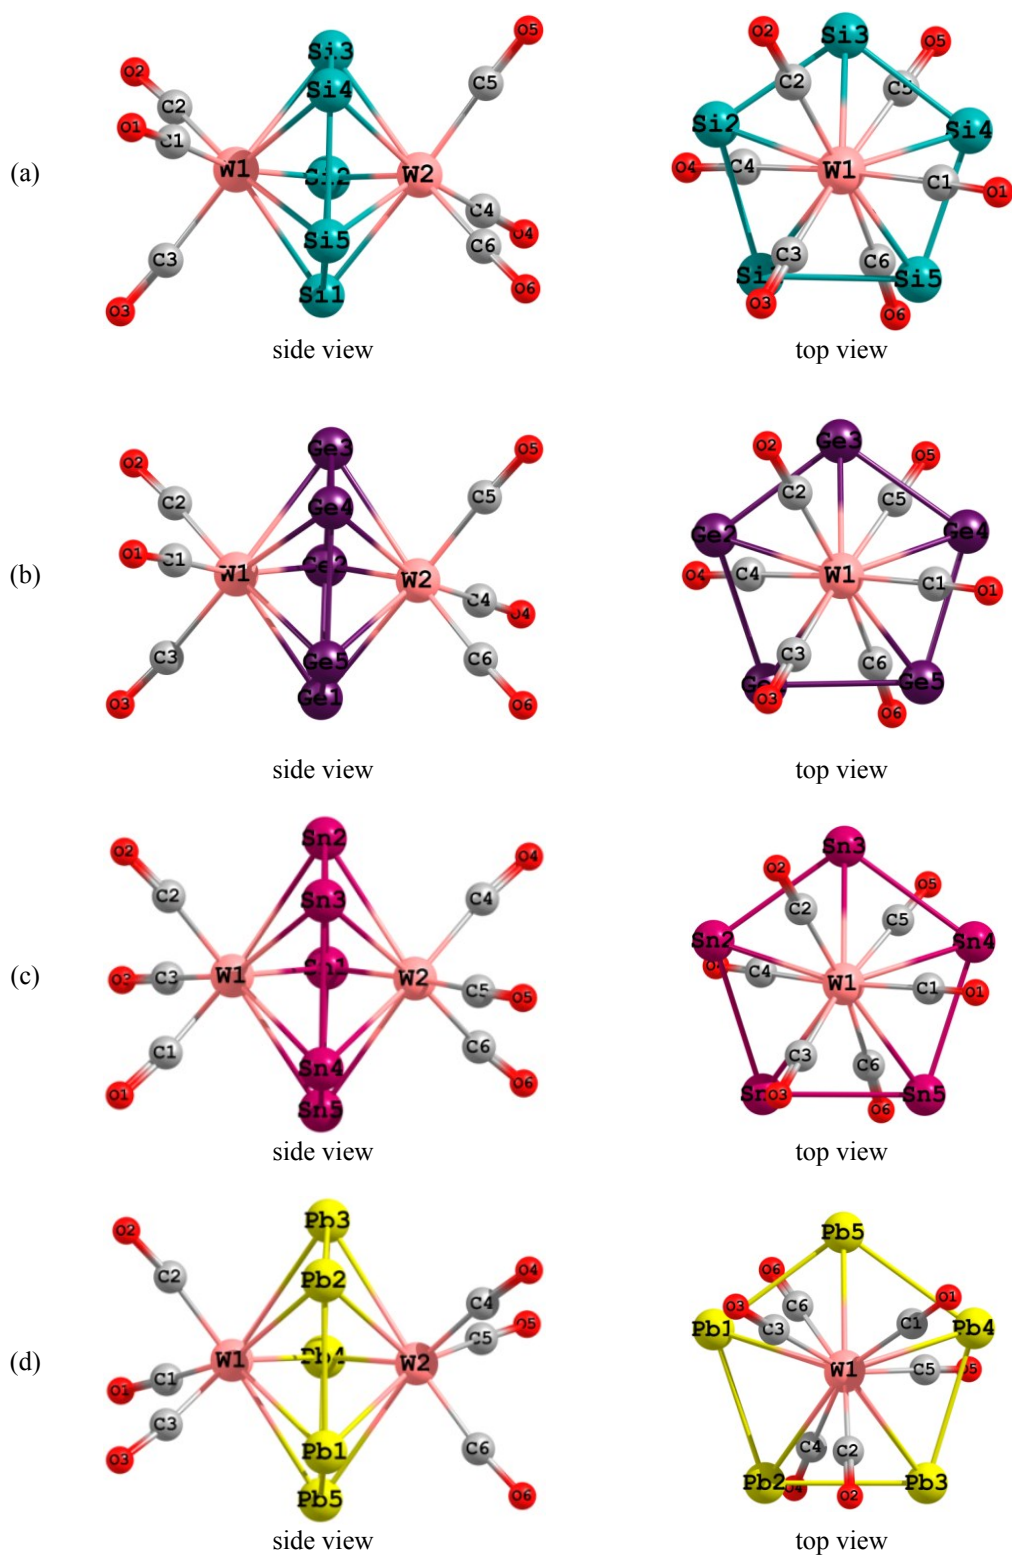 (a)
O2 O1 C2 C1 W1 C3 O3 Si3 Si4 Si2 Si5 Si1 W2 C5 O5 C4 O4 C6 O6
side view
O2 C2 Si3 O5 C5 Si2 Si4 O4 C4 W1 C1 O1 C3 Si O3 C6 Si5 O6
top view
(b)
O2 C2 O1 C1 W1 C3 O3 Ge3 Ge4 Ge2 Ge5 Ge1 W2 C5 O5 C4 O4 C6 O6
side view
O2 C2 Ge3 O5 C5 Ge2 Ge4 O4 C4 W1 C1 O1 C3 Ge O3 C6 Ge5 O6
top view
(c)
O2 C2 O3 C3 W1 C1 O1 Sn2 Sn3 Sn1 Sn4 Sn5 W2 C4 O4 C5 O5 C6 O6
side view
O2 C2 Sn3 O5 C5 Sn2 Sn4 C4 W1 C1 O1 C3 Sn O3 C6 Sn5 O6
top view
(d)
O2 C2 W1 O1 C1 C3 O3 Pb3 Pb2 Pb4 Pb1 Pb5 W2 C4 O4 C5 O5 C6 O6
side view
Pb5 O6 C6 O3 C3 O1 C1 Pb1 Pb4 W1 C5 O5 C4 C2 Pb2 O4 O2 Pb3
top view